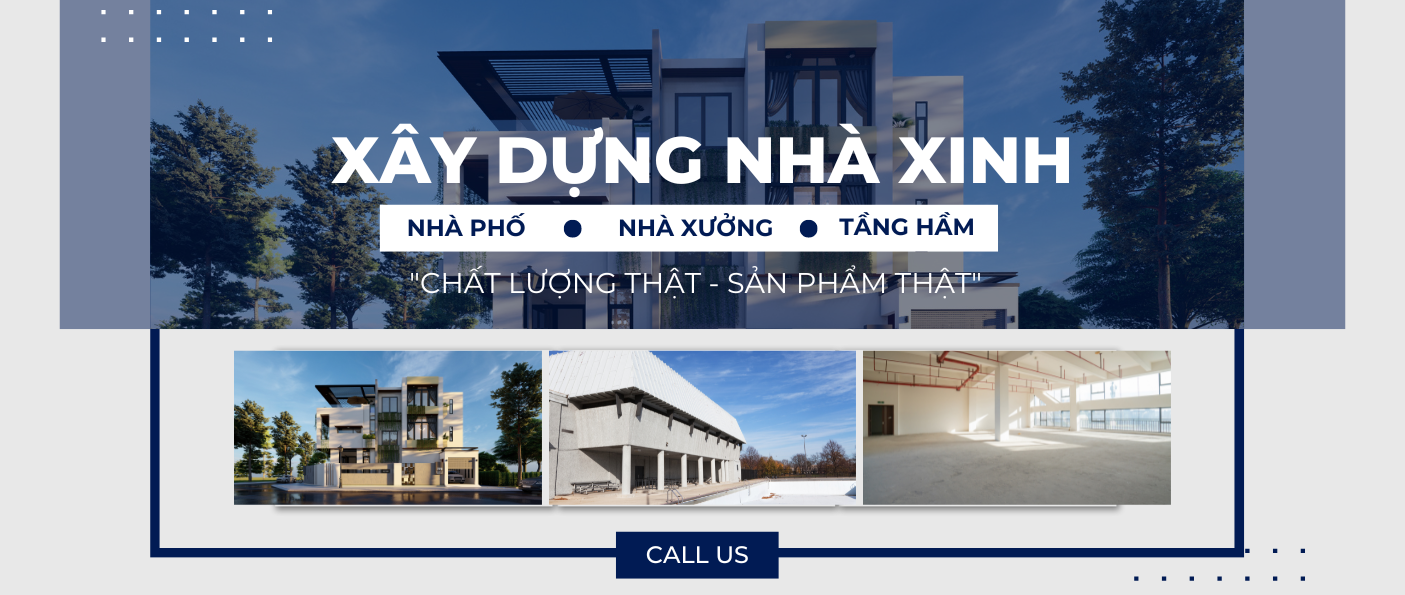 XÂY DỰNG NHÀ XINH
NHÀ PHỐ ● NHÀ XƯỞNG ● TẦNG HẦM
"CHẤT LƯỢNG THẬT - SẢN PHẨM THẬT"
CALL US